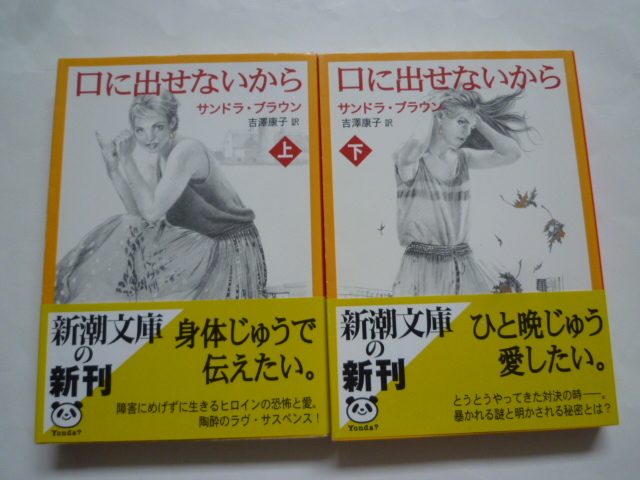 口に出せないから
サンドラ・ブラウン
吉澤康子 訳
上
新潮文庫
の
新刊
Yonda?
身体じゅうで
伝えたい。
障害にめげずに生きるヒロインの恐怖と愛。
陶酔のラヴ・サスペンス!
口に出せないから
サンドラ・ブラウン
吉澤康子 訳
下
新潮文庫
の
新刊
Yonda?
ひと晩じゅう
愛したい。
とうとうやってきた対決の時――。
暴かれる謎と明かされる秘密とは?